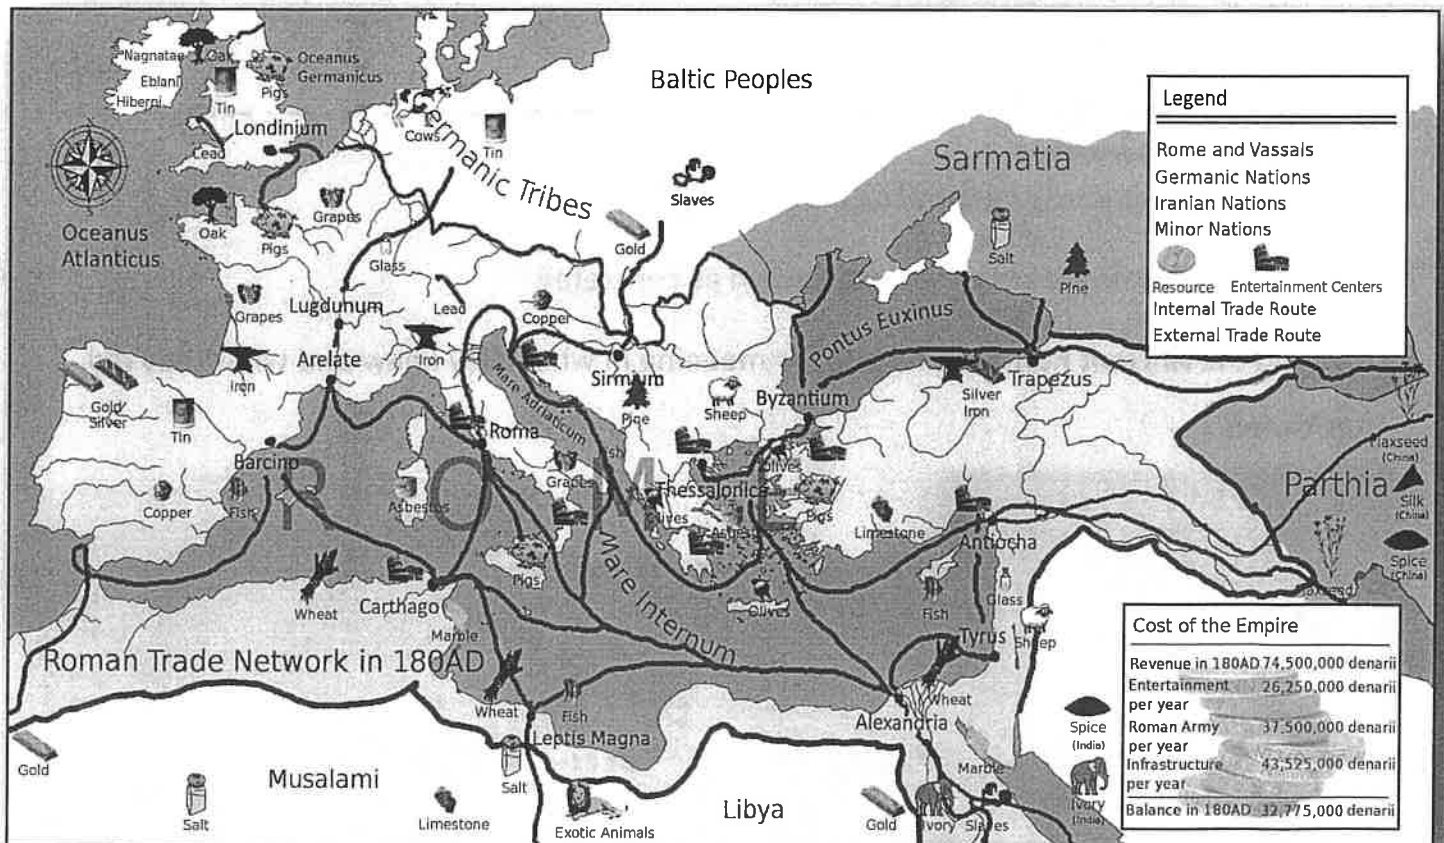 Nagnatae
Oak
Oceanus
Germanicus
Eblani
Hiberni
Tin
Pigs
Londinium
Lead
Cows
Tin
Baltic Peoples
Germanic Tribes
Slaves
Sarmatia
Legend
Rome and Vassals
Germanic Nations
Iranian Nations
Minor Nations
Resource
Entertainment Centers
Internal Trade Route
External Trade Route
Oceanus
Atlanticus
Oak
Pigs
Grapes
Glass
Gold
Salt
Pine
Lugdunum
Grapes
Lead
Copper
Pontus Euxinus
Arelate
Iron
Iron
Sirmium
Mare Adriaticum
Trapezus
Gold
Silver
Tin
Pine
Sheep
Byzantium
Silver
Iron
Barcino
Roma
Fish
Olives
Flaxseed
(China)
Parthia
Silk
(China)
Copper
Fish
Asbestos
Grapes
Thessalonica
Olives
Asbestos
Pigs
Limestone
Antiocha
Spice
(China)
Flaxseed
R O M
Wheat
Carthago
Pigs
Mare Internum
Olives
Fish
Glass
Marble
Tyrus
Sheep
Roman Trade Network in 180AD
Wheat
Fish
Wheat
Leptis Magna
Alexandria
Spice
(India)
Cost of the Empire
Revenue in 180AD 74,500,000 denarii
Entertainment 26,250,000 denarii
per year
Roman Army 37,500,000 denarii
per year
Infrastructure 43,525,000 denarii
per year
Balance in 180AD -32,775,000 denarii
Gold
Musalami
Salt
Salt
Limestone
Exotic Animals
Libya
Gold
Marble
Ivory
Slaves
Ivory
(India)